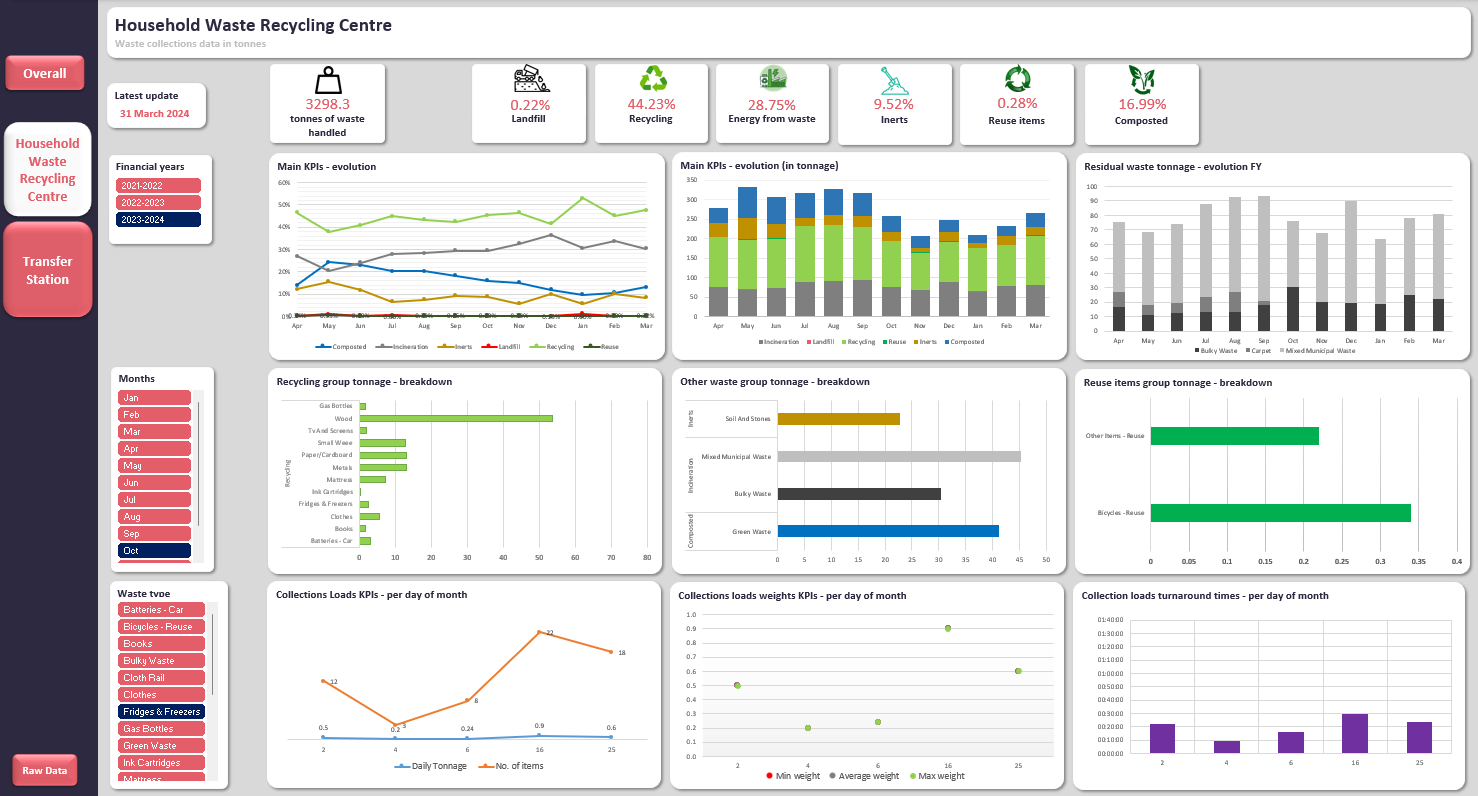 Household Waste Recycling Centre
Waste collections data in tonnes
Overall
Household
Waste
Recycling
Centre
Transfer
Station
Raw Data
Latest update
31 March 2024
3298.3
tonnes of waste
handled
0.22%
Landfill
44.23%
Recycling
28.75%
Energy from waste
9.52%
Inerts
0.28%
Reuse items
16.99%
Composted
Financial years
2021-2022
2022-2023
2023-2024
Main KPIs - evolution
60%
50%
40%
30%
20%
10%
0%
Apr May Jun Jul Aug Sep Oct Nov Dec Jan Feb Mar
Composted Incineration Inerts Landfill Recycling Reuse
Main KPIs - evolution (in tonnage)
350
300
250
200
150
100
50
0
Apr May Jun Jul Aug Sep Oct Nov Dec Jan Feb Mar
Incineration Landfill Recycling Reuse Inerts Composted
Residual waste tonnage - evolution FY
100
90
80
70
60
50
40
30
20
10
0
Apr May Jun Jul Aug Sep Oct Nov Dec Jan Feb Mar
Bulky Waste Carpet Mixed Municipal Waste
Months
Jan
Feb
Mar
Apr
May
Jun
Jul
Aug
Sep
Oct
Recycling group tonnage - breakdown
Recycling
Gas Bottles
Wood
Tv And Screens
Small Weee
Paper/Cardboard
Metals
Mattress
Ink Cartridges
Fridges & Freezers
Clothes
Books
Batteries - Car
0 10 20 30 40 50 60 70 80
Other waste group tonnage - breakdown
Inerts
Soil And Stones
Incineration
Mixed Municipal Waste
Bulky Waste
Composted
Green Waste
0 5 10 15 20 25 30 35 40 45 50
Reuse items group tonnage - breakdown
Other Items - Reuse
Bicycles - Reuse
0 0.05 0.1 0.15 0.2 0.25 0.3 0.35 0.4
Waste type
Batteries - Car
Bicycles - Reuse
Books
Bulky Waste
Cloth Rail
Clothes
Fridges & Freezers
Gas Bottles
Green Waste
Ink Cartridges
Mattress
Collections Loads KPIs - per day of month
12 3 8 22 18
0.5 0.2 0.24 0.9 0.6
2 4 6 16 25
Daily Tonnage No. of items
Collections loads weights KPIs - per day of month
1.0
0.9
0.8
0.7
0.6
0.5
0.4
0.3
0.2
0.1
0.0
2 4 6 16 25
Min weight Average weight Max weight
Collection loads turnaround times - per day of month
01:40:00
01:30:00
01:20:00
01:10:00
01:00:00
00:50:00
00:40:00
00:30:00
00:20:00
00:10:00
00:00:00
2 4 6 16 25